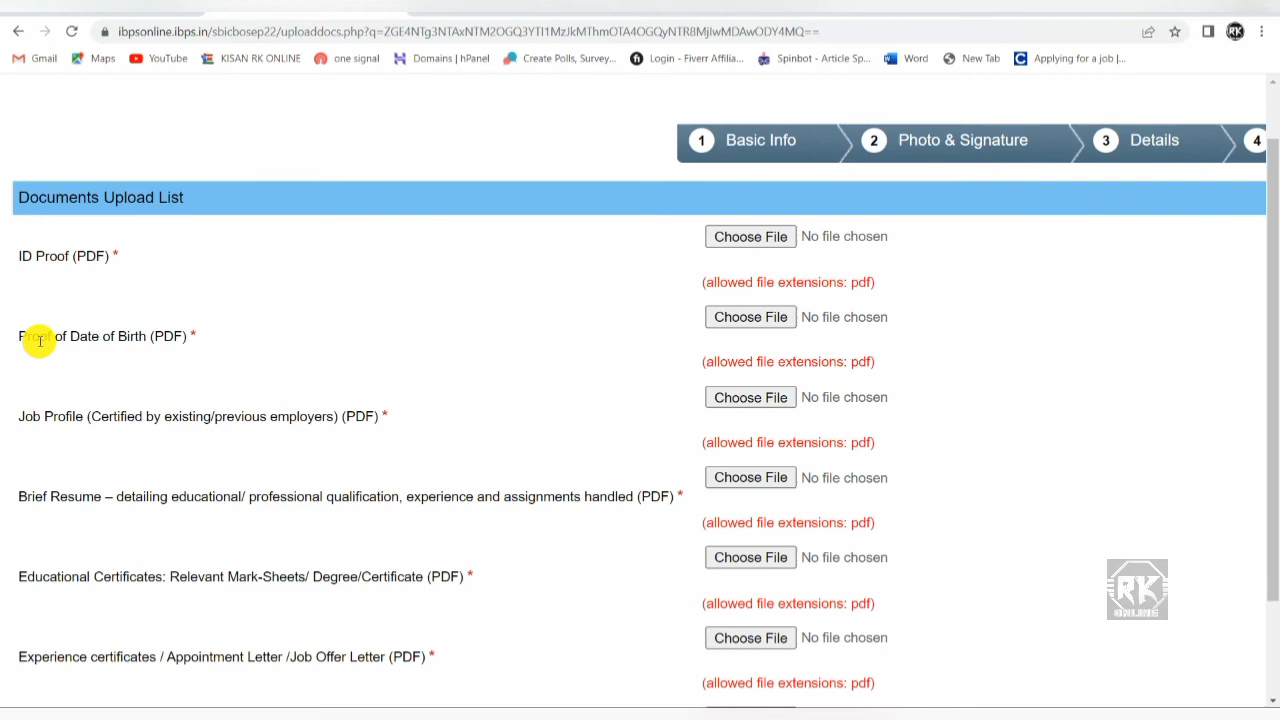 ibpsonline.ibps.in/sbicbosep22/uploaddocs.php?q=ZGE4NTg3NTAxNTM2OGQ3YTI1MzJkMThmOTA4OGQyNTR8MjIwMDAwODY4MQ==
RK
Gmail Maps YouTube KISAN RK ONLINE one signal Domains | hPanel Create Polls, Survey... Login - Fiverr Affilia... Spinbot - Article Sp... Word New Tab Applying for a job |...
1 Basic Info 2 Photo & Signature 3 Details 4
Documents Upload List
ID Proof (PDF) * Choose File No file chosen
(allowed file extensions: pdf)
Proof of Date of Birth (PDF) * Choose File No file chosen
(allowed file extensions: pdf)
Job Profile (Certified by existing/previous employers) (PDF) * Choose File No file chosen
(allowed file extensions: pdf)
Brief Resume – detailing educational/ professional qualification, experience and assignments handled (PDF) * Choose File No file chosen
(allowed file extensions: pdf)
Educational Certificates: Relevant Mark-Sheets/ Degree/Certificate (PDF) * Choose File No file chosen
(allowed file extensions: pdf)
Experience certificates / Appointment Letter /Job Offer Letter (PDF) * Choose File No file chosen
(allowed file extensions: pdf)
RK
ONLINE